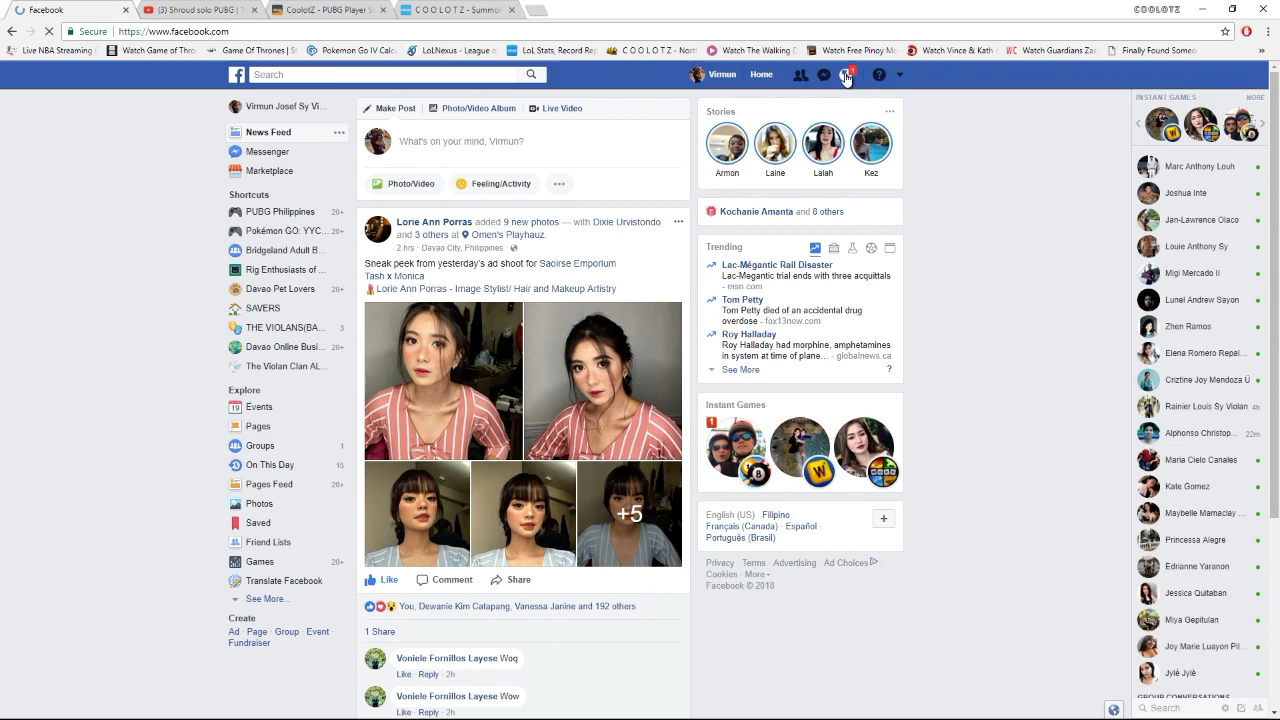 Facebook
(3) Shroud solo PUBG | T
CoolotZ - PUBG Player S
C O O L O T Z - Summo
COOLOTZ
Secure | https://www.facebook.com
Live NBA Streaming
Watch Game Of Thron
Game Of Thrones | St
Pokemon Go IV Calc
LoLNexus - League o
LoL Stats, Record Rep
C O O L O T Z - Nort
Watch The Walking D
Watch Free Pinoy Mo
Watch Vince & Kath
Watch Guardians Zas
Finally Found Someo
Search
Virmun
Home
1
Virmun Josef Sy Vi...
News Feed
Messenger
Marketplace
Shortcuts
PUBG Philippines 20+
Pokémon GO: YYC... 20+
Bridgeland Adult B...
Rig Enthusiasts of ...
Davao Pet Lovers 20+
SAVERS
THE VIOLANS(BA... 3
Davao Online Busi... 20+
The Violan Clan AL...
Explore
19 Events
Pages
Groups 1
On This Day 15
Pages Feed 20+
Photos
Saved
Friend Lists
Games 20+
Translate Facebook
See More...
Create
Ad · Page · Group · Event ·
Fundraiser
Make Post
Photo/Video Album
Live Video
What's on your mind, Virmun?
Photo/Video
Feeling/Activity
Lorie Ann Porras added 9 new photos — with Dixie Urvistondo
and 3 others at Omen's Playhauz.
2 hrs · Davao City, Philippines ·
Sneak peek from yesterday's ad shoot for Saoirse Emporium
Tash x Monica
Lorie Ann Porras - Image Stylist/ Hair and Makeup Artistry
+5
Like
Comment
Share
You, Dewanie Kim Catapang, Vanessa Janine and 192 others
1 Share
Voniele Fornillos Layese Woq
Like · Reply · 2h
Voniele Fornillos Layese Wow
Like · Reply · 2h
Stories
Armon
Laine
Lalah
Kez
Kochanie Amanta and 8 others
Trending
Lac-Mégantic Rail Disaster
Lac-Megantic trial ends with three acquittals
- msn.com
Tom Petty
Tom Petty died of an accidental drug
overdose - fox13now.com
Roy Halladay
Roy Halladay had morphine, amphetamines
in system at time of plane... - globalnews.ca
See More
?
Instant Games
1
English (US) · Filipino ·
Français (Canada) · Español ·
Português (Brasil)
+
Privacy · Terms · Advertising · Ad Choices ·
Cookies · More
Facebook © 2018
INSTANT GAMES
MORE
Marc Anthony Louh
Joshua Inte
Jan-Lawrence Olaco
Louie Anthony Sy
Migi Mercado II
Lunel Andrew Sayon
Zhen Ramos
Elena Romero Repal...
Criztine Joy Mendoza Ü
Rainier Louis Sy Violan 4h
Alphonso Christop... 22m
Maria Cielo Canales
Kate Gomez
Maybelle Mamaclay ...
Princessa Alegre
Edrianne Yaranon
Jessica Quitaban
Miya Gepitulan
Joy Marie Luayon Pil...
Jylè Jylè
GROUP CONVERSATIONS
Search